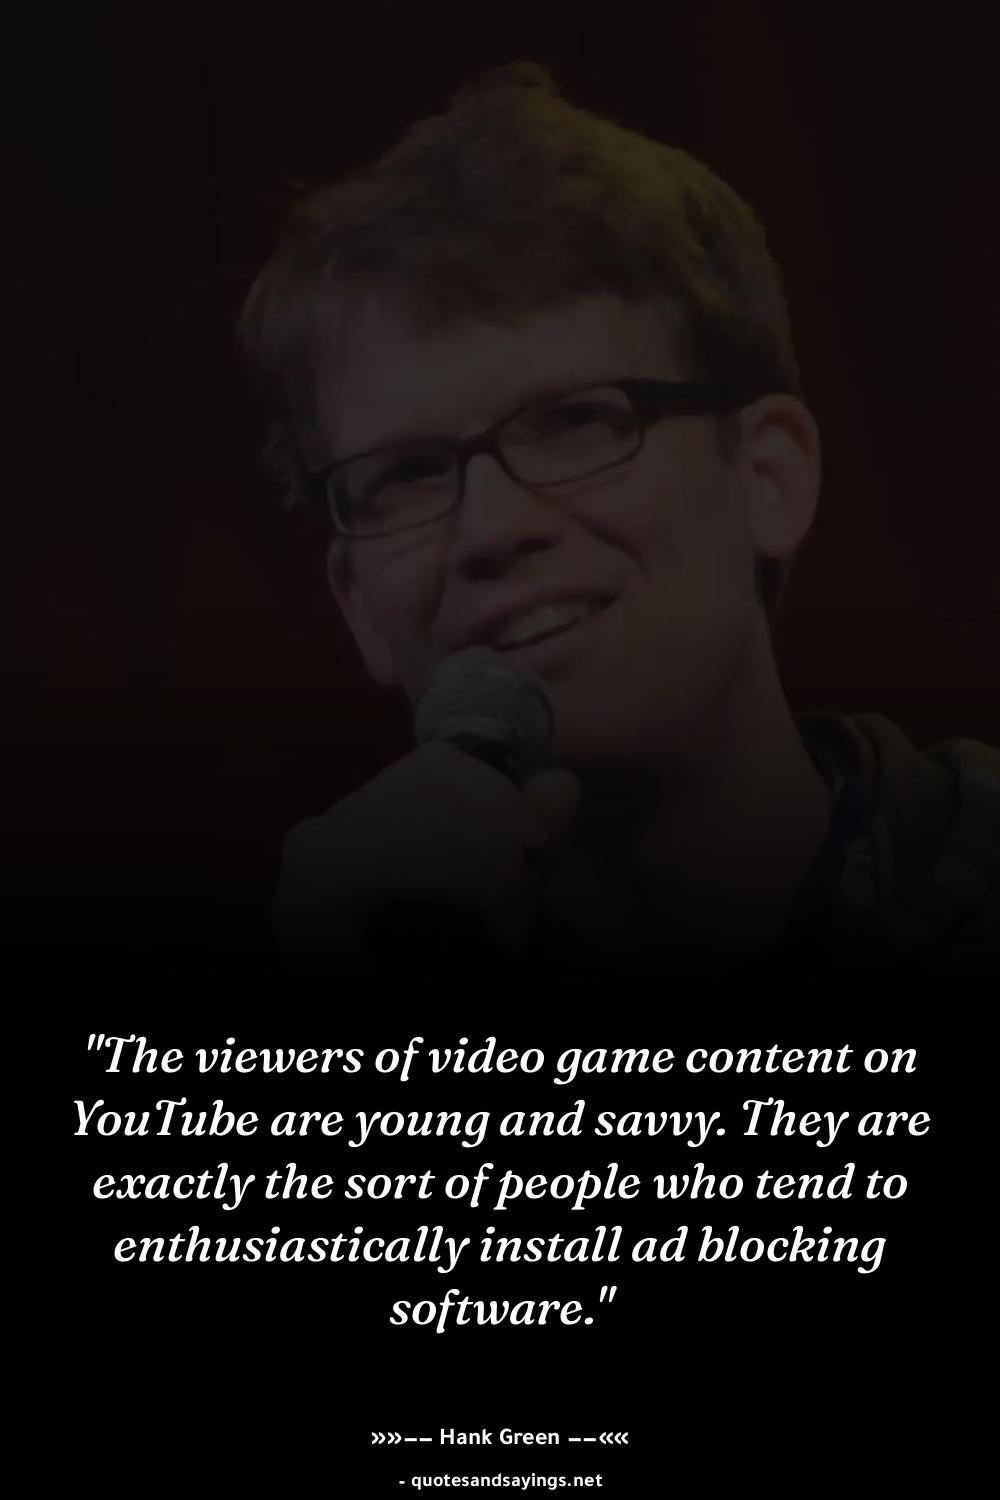 "The viewers of video game content on
YouTube are young and savvy. They are
exactly the sort of people who tend to
enthusiastically install ad blocking
software."
»»−− Hank Green −−««
- quotesandsayings.net